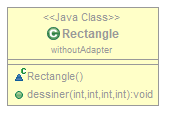 <<Java Class>>
Rectangle
withoutAdapter
Rectangle()
dessiner(int,int,int,int):void